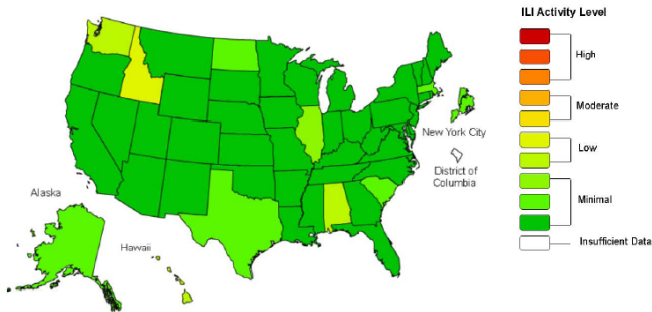 ILI Activity Level
High
Moderate
Low
Minimal
Insufficient Data
New York City
District of
Columbia
Alaska
Hawaii